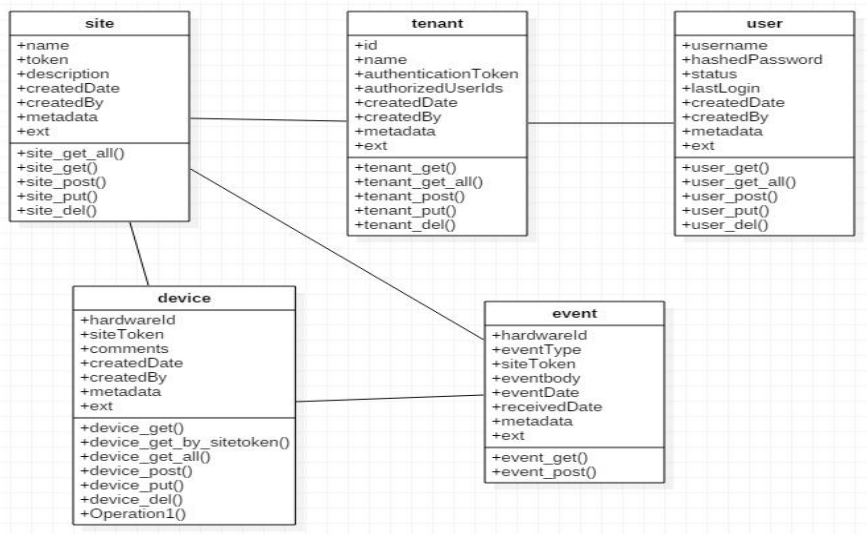 site
+name
+token
+description
+createdDate
+createdBy
+metadata
+ext
+site_get_all()
+site_get()
+site_post()
+site_put()
+site_del()
tenant
+id
+name
+authenticationToken
+authorizedUserIds
+createdDate
+createdBy
+metadata
+ext
+tenant_get()
+tenant_get_all()
+tenant_post()
+tenant_put()
+tenant_del()
user
+username
+hashedPassword
+status
+lastLogin
+createdDate
+createdBy
+metadata
+ext
+user_get()
+user_get_all()
+user_post()
+user_put()
+user_del()
device
+hardwareId
+siteToken
+comments
+createdDate
+createdBy
+metadata
+ext
+device_get()
+device_get_by_sitetoken()
+device_get_all()
+device_post()
+device_put()
+device_del()
+Operation1()
event
+hardwareId
+eventType
+siteToken
+eventbody
+eventDate
+receivedDate
+metadata
+ext
+event_get()
+event_post()